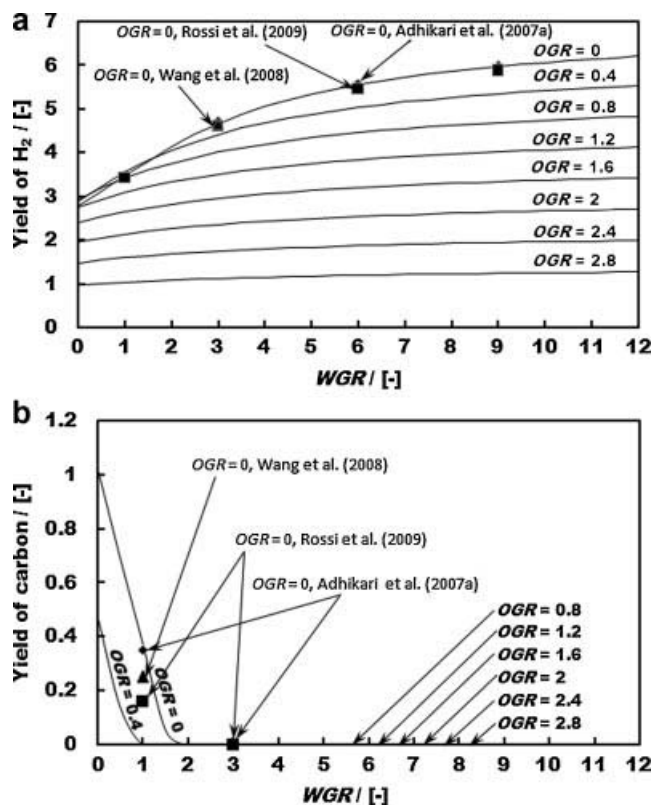 a
OGR = 0, Rossi et al. (2009)
OGR = 0, Adhikari et al. (2007a)
OGR = 0, Wang et al. (2008)
OGR = 0
OGR = 0.4
OGR = 0.8
OGR = 1.2
OGR = 1.6
OGR = 2
OGR = 2.4
OGR = 2.8
Yield of H2 / [-]
7
6
5
4
3
2
1
0
0 1 2 3 4 5 6 7 8 9 10 11 12
WGR / [-]
b
OGR = 0, Wang et al. (2008)
OGR = 0, Rossi et al. (2009)
OGR = 0, Adhikari et al. (2007a)
OGR = 0.8
OGR = 1.2
OGR = 1.6
OGR = 2
OGR = 2.4
OGR = 2.8
OGR = 0.4
OGR = 0
Yield of carbon / [-]
1.2
1
0.8
0.6
0.4
0.2
0
0 1 2 3 4 5 6 7 8 9 10 11 12
WGR / [-]